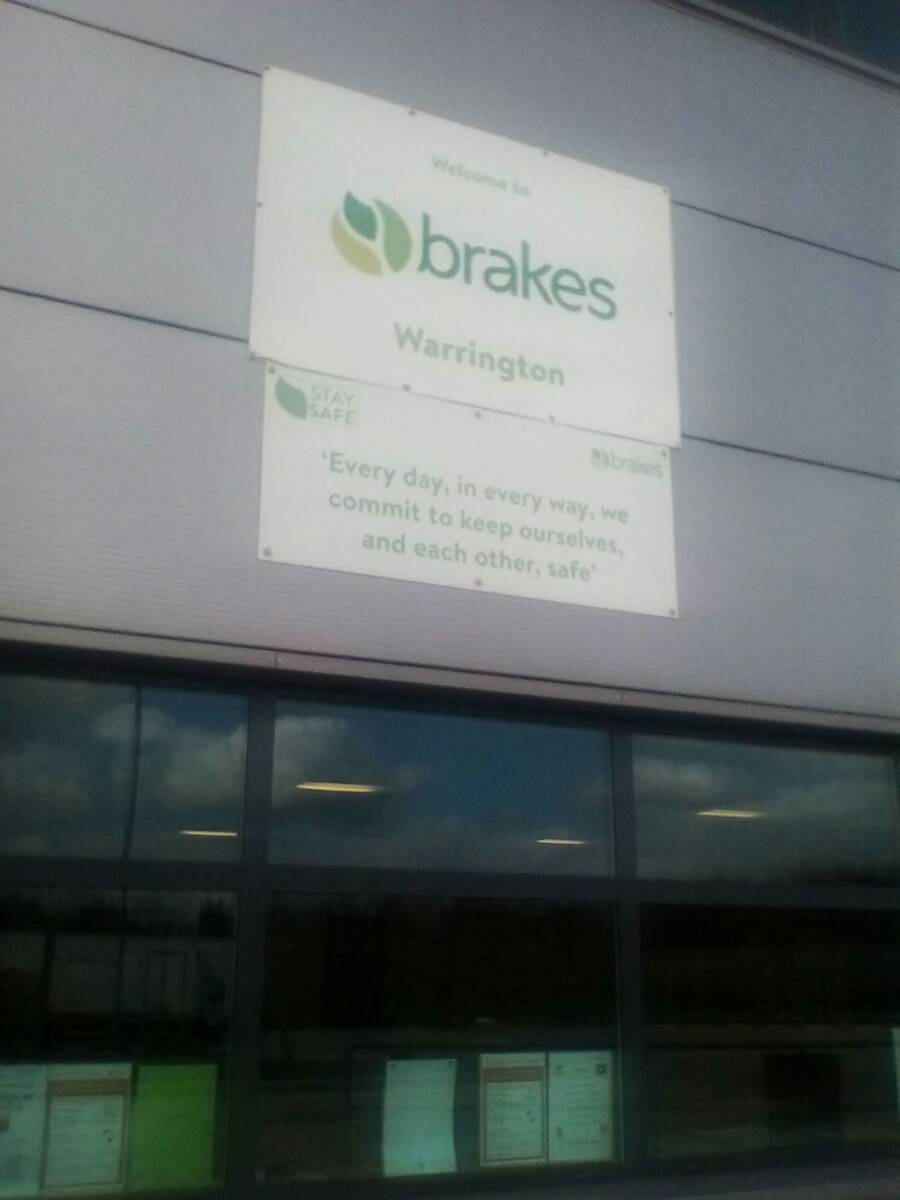 Welcome to
brakes
Warrington
STAY
SAFE
brakes
‘Every day, in every way, we
commit to keep ourselves,
and each other, safe’